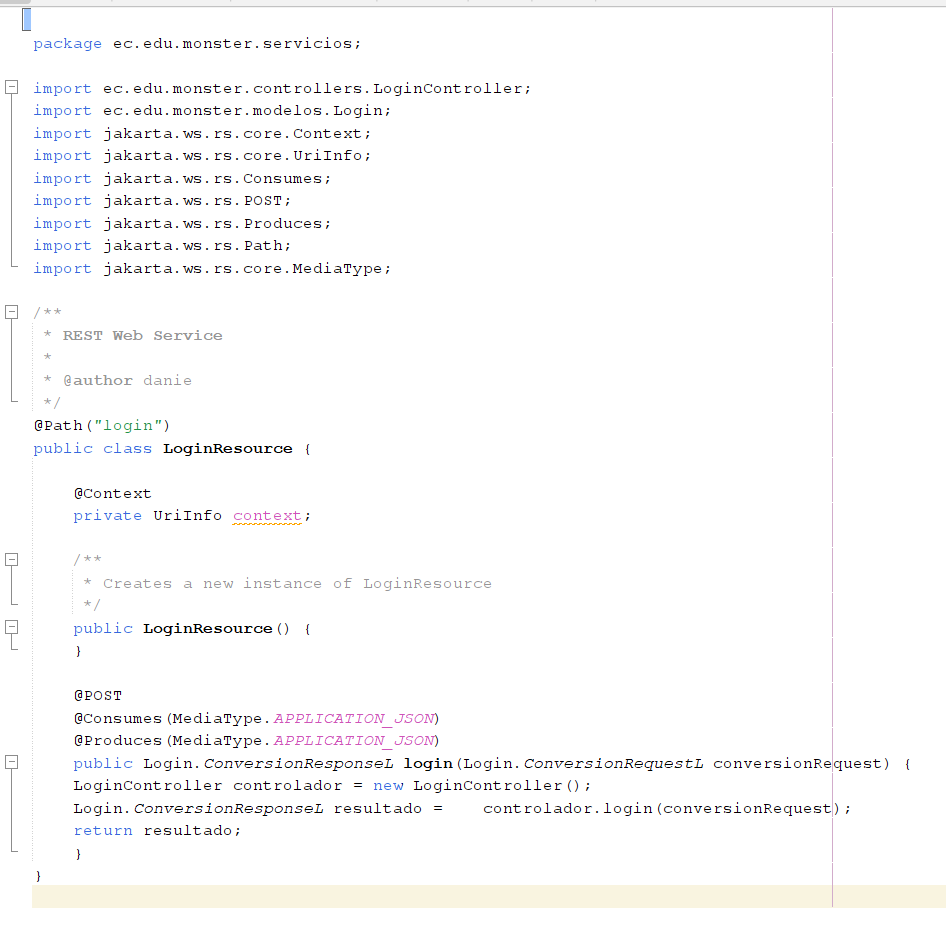 package ec.edu.monster.servicios;
import ec.edu.monster.controllers.LoginController;
import ec.edu.monster.modelos.Login;
import jakarta.ws.rs.core.Context;
import jakarta.ws.rs.core.UriInfo;
import jakarta.ws.rs.Consumes;
import jakarta.ws.rs.POST;
import jakarta.ws.rs.Produces;
import jakarta.ws.rs.Path;
import jakarta.ws.rs.core.MediaType;
/**
 * REST Web Service
 *
 * @author danie
 */
@Path("login")
public class LoginResource {
    @Context
    private UriInfo context;
    /**
     * Creates a new instance of LoginResource
     */
    public LoginResource() {
    }
    @POST
    @Consumes(MediaType.APPLICATION_JSON)
    @Produces(MediaType.APPLICATION_JSON)
    public Login.ConversionResponseL login(Login.ConversionRequestL conversionRequest) {
    LoginController controlador = new LoginController();
    Login.ConversionResponseL resultado =    controlador.login(conversionRequest);
    return resultado;
    }
}